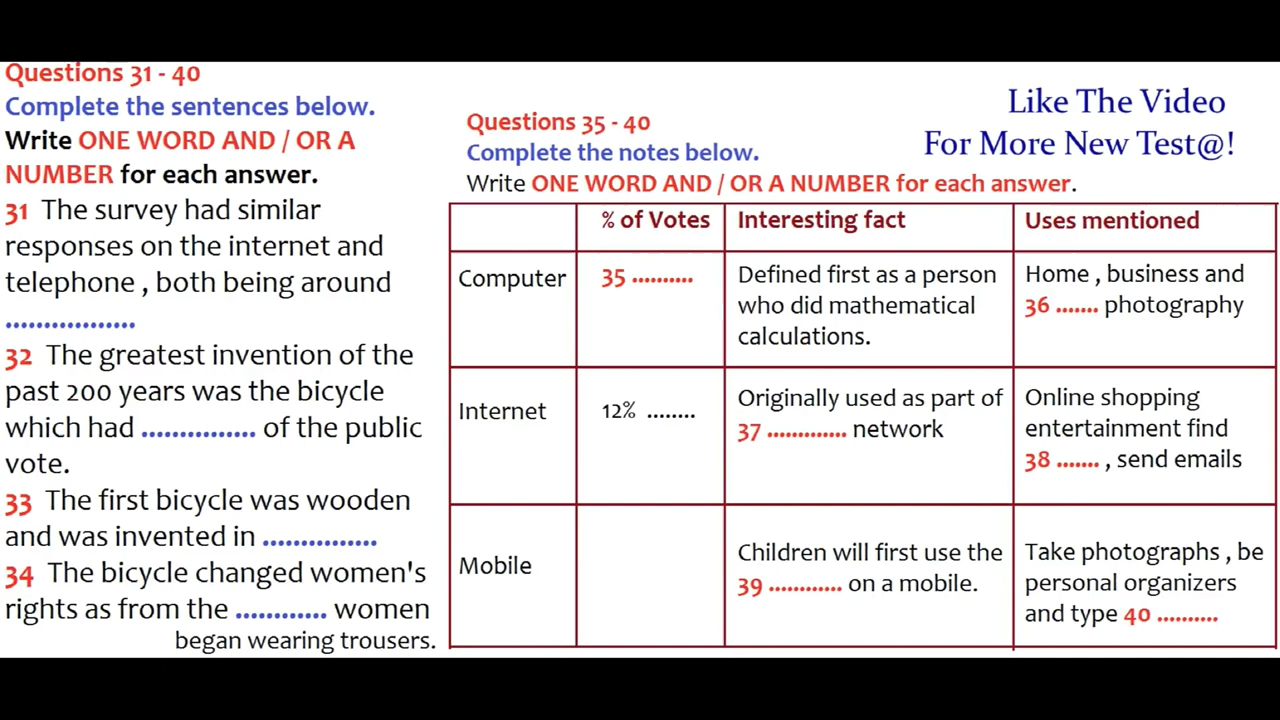 Questions 31 - 40
Complete the sentences below.
Write ONE WORD AND / OR A
NUMBER for each answer.
31 The survey had similar
responses on the internet and
telephone , both being around
.................
32 The greatest invention of the
past 200 years was the bicycle
which had ............... of the public
vote.
33 The first bicycle was wooden
and was invented in ...............
34 The bicycle changed women's
rights as from the ............ women
began wearing trousers.
Like The Video
For More New Test@!
Questions 35 - 40
Complete the notes below.
Write ONE WORD AND / OR A NUMBER for each answer.
% of Votes
Interesting fact
Uses mentioned
Computer
35 ..........
Defined first as a person
who did mathematical
calculations.
Home , business and
36 ....... photography
Internet
12% ........
Originally used as part of
37 ............. network
Online shopping
entertainment find
38 ....... , send emails
Mobile
Children will first use the
39 ............ on a mobile.
Take photographs , be
personal organizers
and type 40 ..........